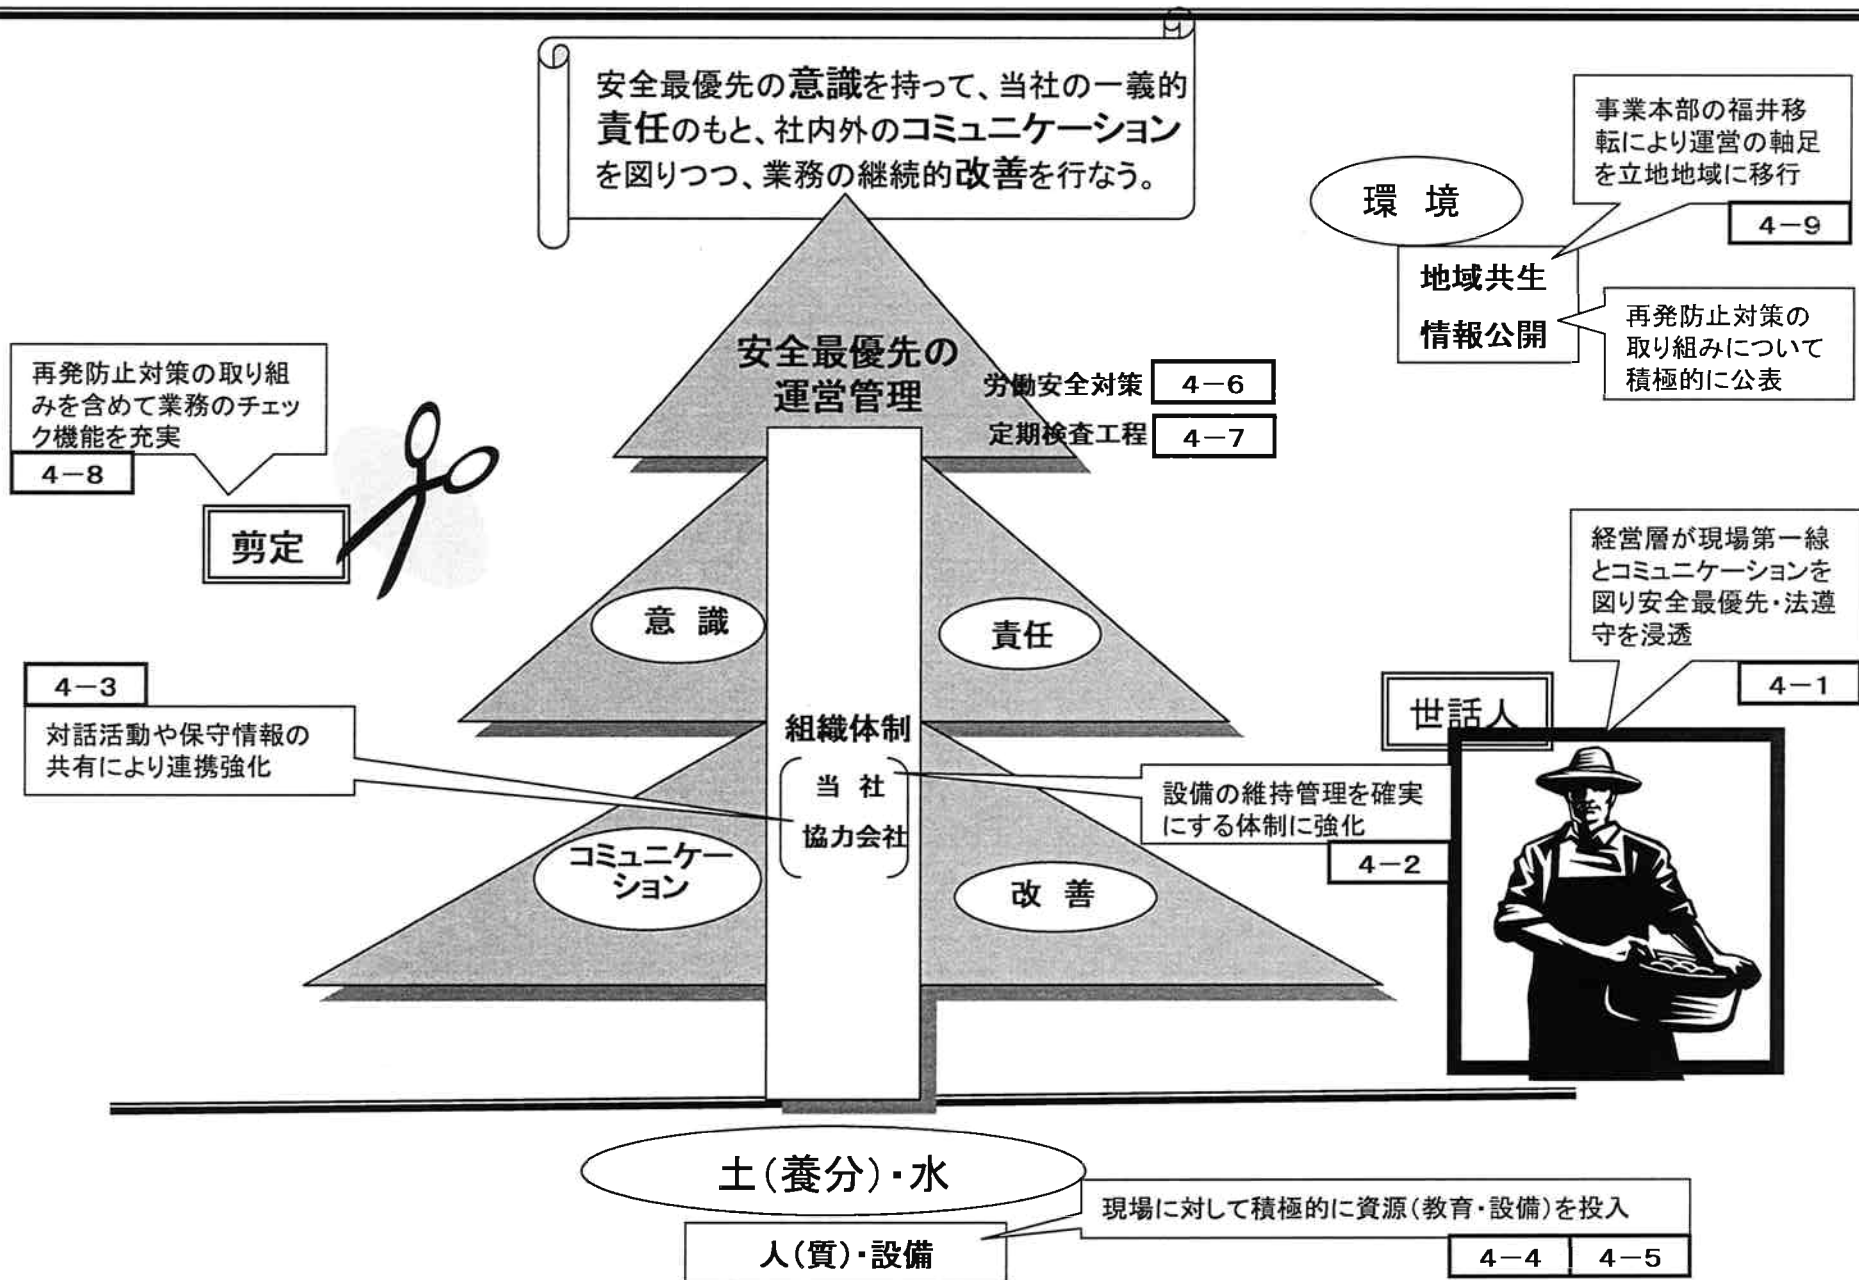 安全最優先の意識を持って、当社の一義的
責任のもと、社内外のコミュニケーション
を図りつつ、業務の継続的改善を行なう。
事業本部の福井移
転により運営の軸足
を立地地域に移行
4－9
環 境
地域共生
情報公開
再発防止対策の
取り組みについて
積極的に公表
安全最優先の
運営管理
労働安全対策 4－6
定期検査工程 4－7
再発防止対策の取り組
みを含めて業務のチェッ
ク機能を充実
4－8
剪定
経営層が現場第一線
とコミュニケーションを
図り安全最優先・法遵
守を浸透
4－1
世話人
意 識
責任
4－3
対話活動や保守情報の
共有により連携強化
組織体制
当 社
協力会社
設備の維持管理を確実
にする体制に強化
4－2
コミュニケー
ション
改 善
土（養分）・水
人（質）・設備
現場に対して積極的に資源（教育・設備）を投入
4－4 4－5